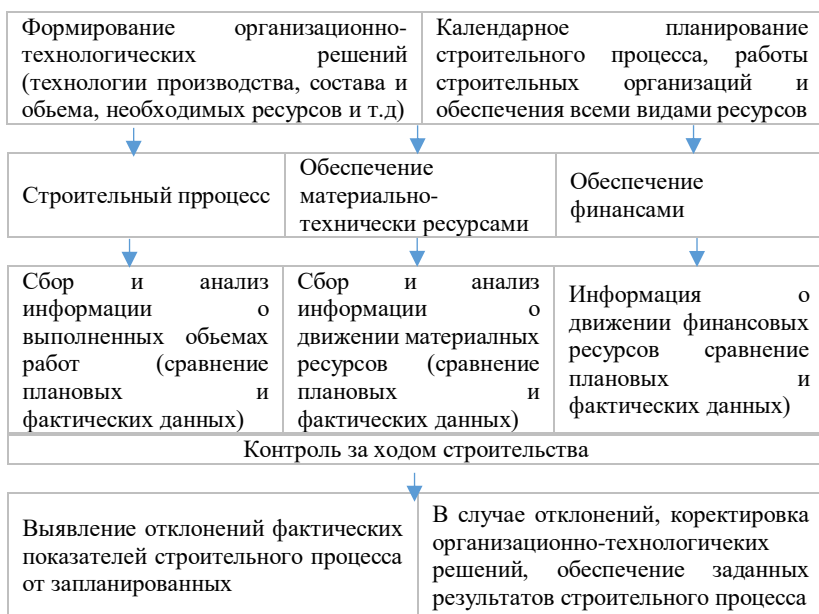 Формирование организационно-
технологических решений
(технологии производства, состава и
обьема, необходимых ресурсов и т.д)
Календарное планирование
строительного процесса, работы
строительных организаций и
обеспечения всеми видами ресурсов
Строительный прроцесс
Обеспечение
материально-
технически ресурсами
Обеспечение
финансами
Сбор и анализ
информации о
выполненных обьемах
работ (сравнение
плановых и
фактических данных)
Сбор и анализ
информации о
движении материалных
ресурсов (сравнение
плановых и
фактических данных)
Информация о
движении финансовых
ресурсов сравнение
плановых и
фактических данных)
Контроль за ходом строительства
Выявление отклонений фактических
показателей строительного процесса
от запланированных
В случае отклонений, коректировка
организационно-технологичеких
решений, обеспечение заданных
результатов строительного процесса